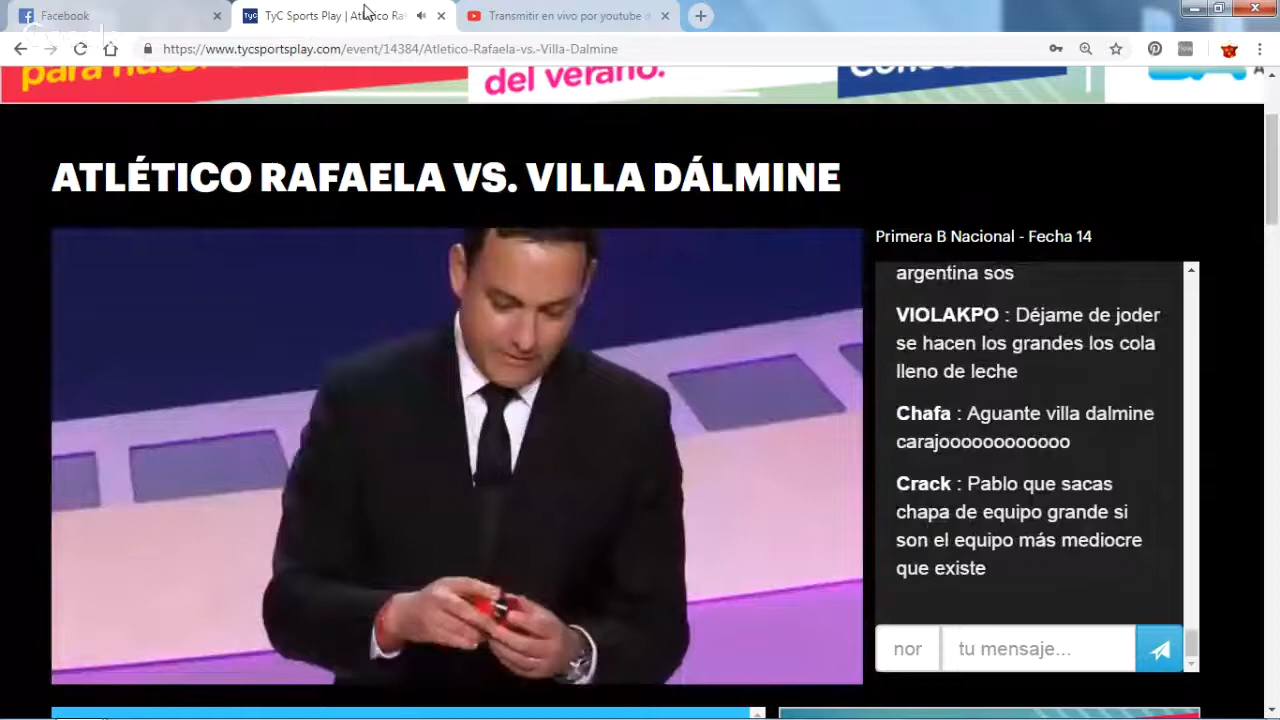 Facebook
TyC TyC Sports Play | Atlético Ra
Transmitir en vivo por youtube d
https://www.tycsportsplay.com/event/14384/Atletico-Rafaela-vs.-Villa-Dalmine
para
del verano.
ATLÉTICO RAFAELA VS. VILLA DÁLMINE
Primera B Nacional - Fecha 14
argentina sos
VIOLAKPO : Déjame de joder
se hacen los grandes los cola
lleno de leche
Chafa : Aguante villa dalmine
carajoooooooooooo
Crack : Pablo que sacas
chapa de equipo grande si
son el equipo más mediocre
que existe
nor
tu mensaje...